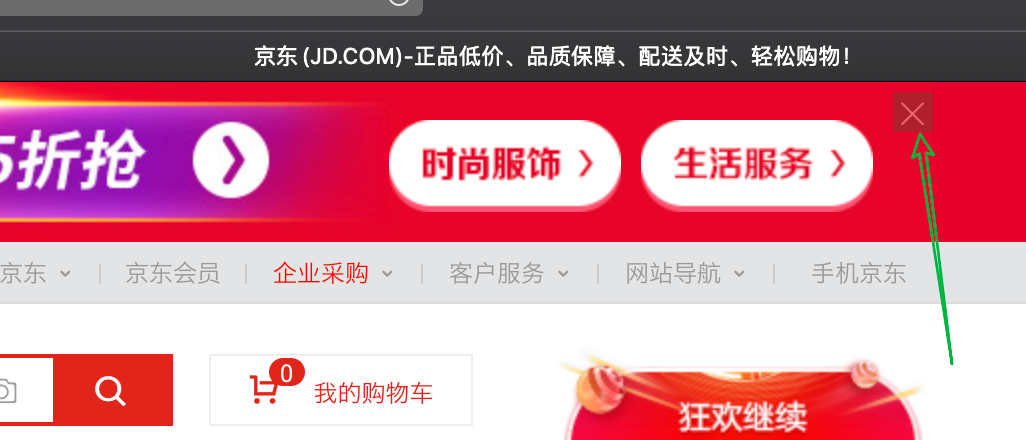 京东(JD.COM)-正品低价、品质保障、配送及时、轻松购物！
5折抢
时尚服饰
生活服务
京东
京东会员
企业采购
客户服务
网站导航
手机京东
0
我的购物车
狂欢继续